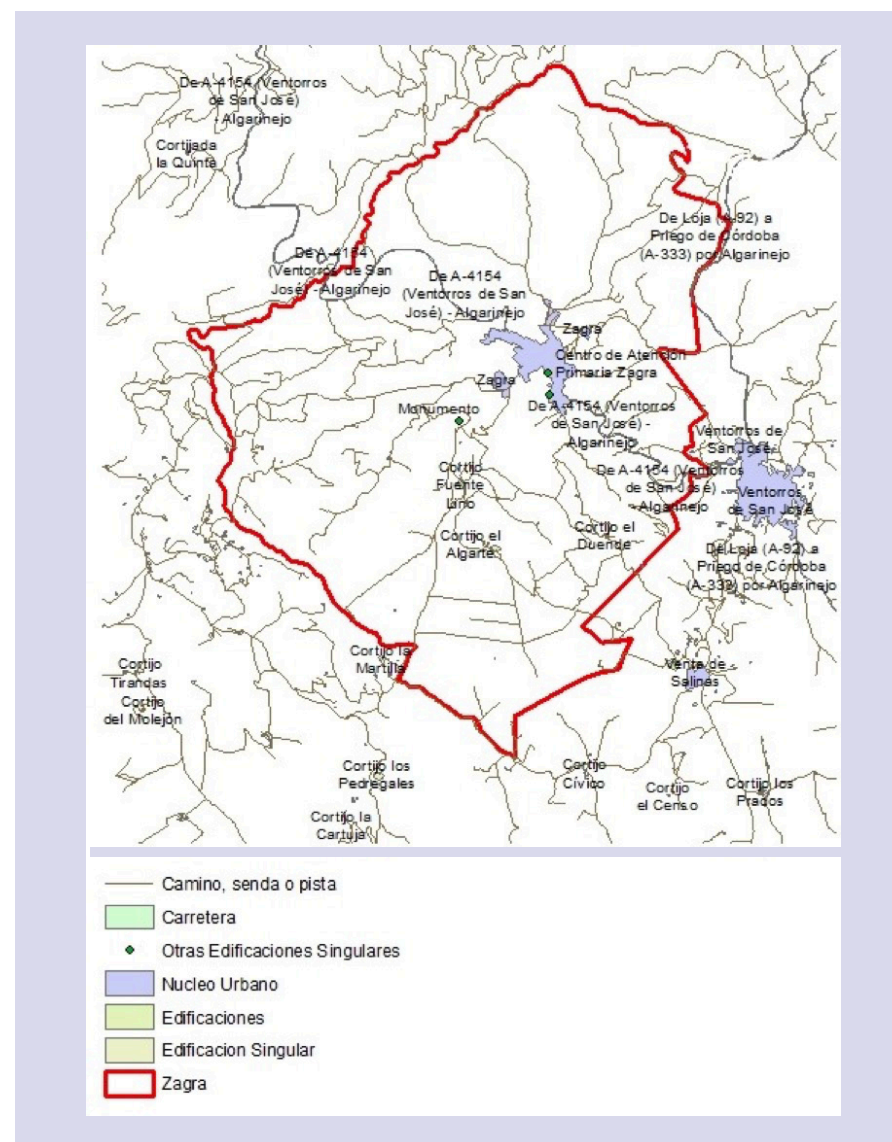 De A-4154 (Ventorros
de San José)
- Algarinejo
Cortijada
la Quinta
De Loja (A-92) a
Priego de Córdoba
(A-333) por Algarinejo
De A-4154
(Ventorros de San
José) - Algarinejo
De A-4154
(Ventorros de San
José) - Algarinejo
Zagra
Centro de Atención
Primaria Zagra
Zagra
Monumento
De A-4154 (Ventorros
de San José) -
Algarinejo
Ventorros de
San José
De A-4154 (Ventorros
de San José)
- Algarinejo
Ventorros
de San José
Cortijo
Fuente
Lino
Cortijo el
Algarte
Cortijo el
Duende
De Loja (A-92) a
Priego de Córdoba
(A-333) por Algarinejo
Cortijo la
Martilla
Cortijo
Tirandas
Cortijo
del Molejón
Venta de
Salinas
Cortijo los
Pedregales
Cortijo
Cívico
Cortijo
el Censo
Cortijo los
Prados
Cortijo la
Cartuja
Camino, senda o pista
Carretera
Otras Edificaciones Singulares
Nucleo Urbano
Edificaciones
Edificacion Singular
Zagra